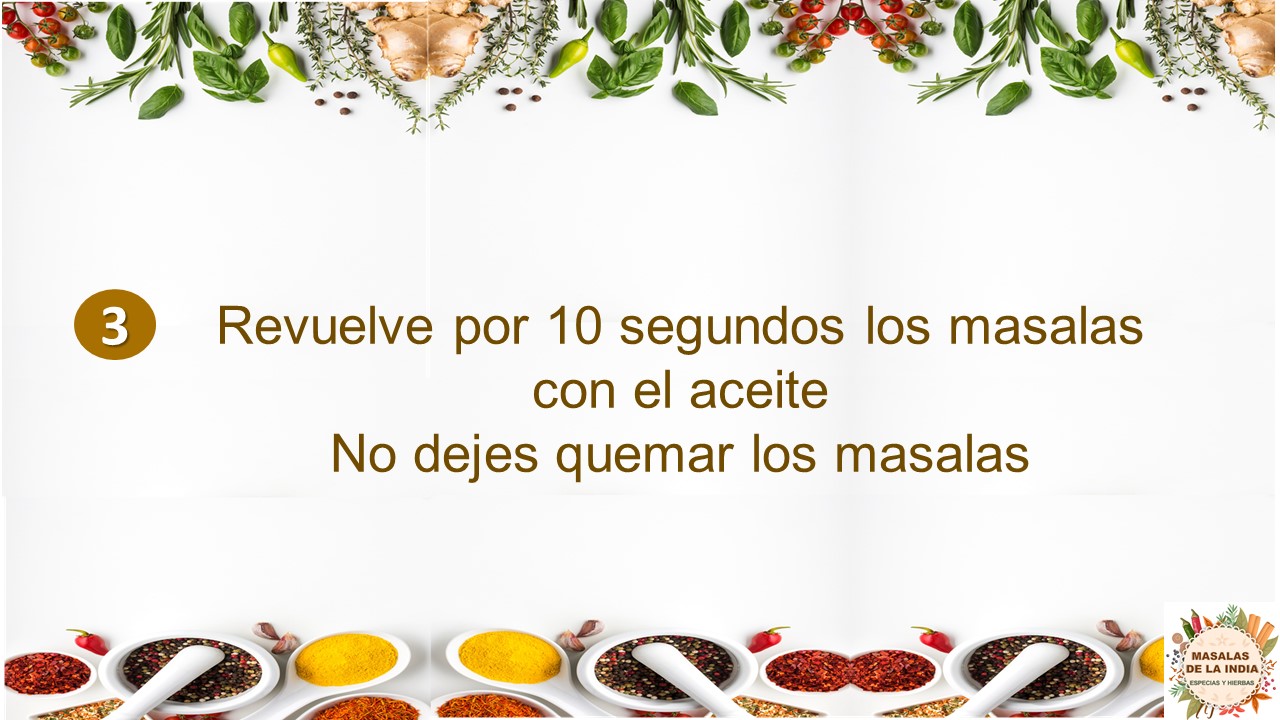 3
Revuelve por 10 segundos los masalas
con el aceite
No dejes quemar los masalas
MASALAS
DE LA INDIA
ESPECIAS Y HIERBAS